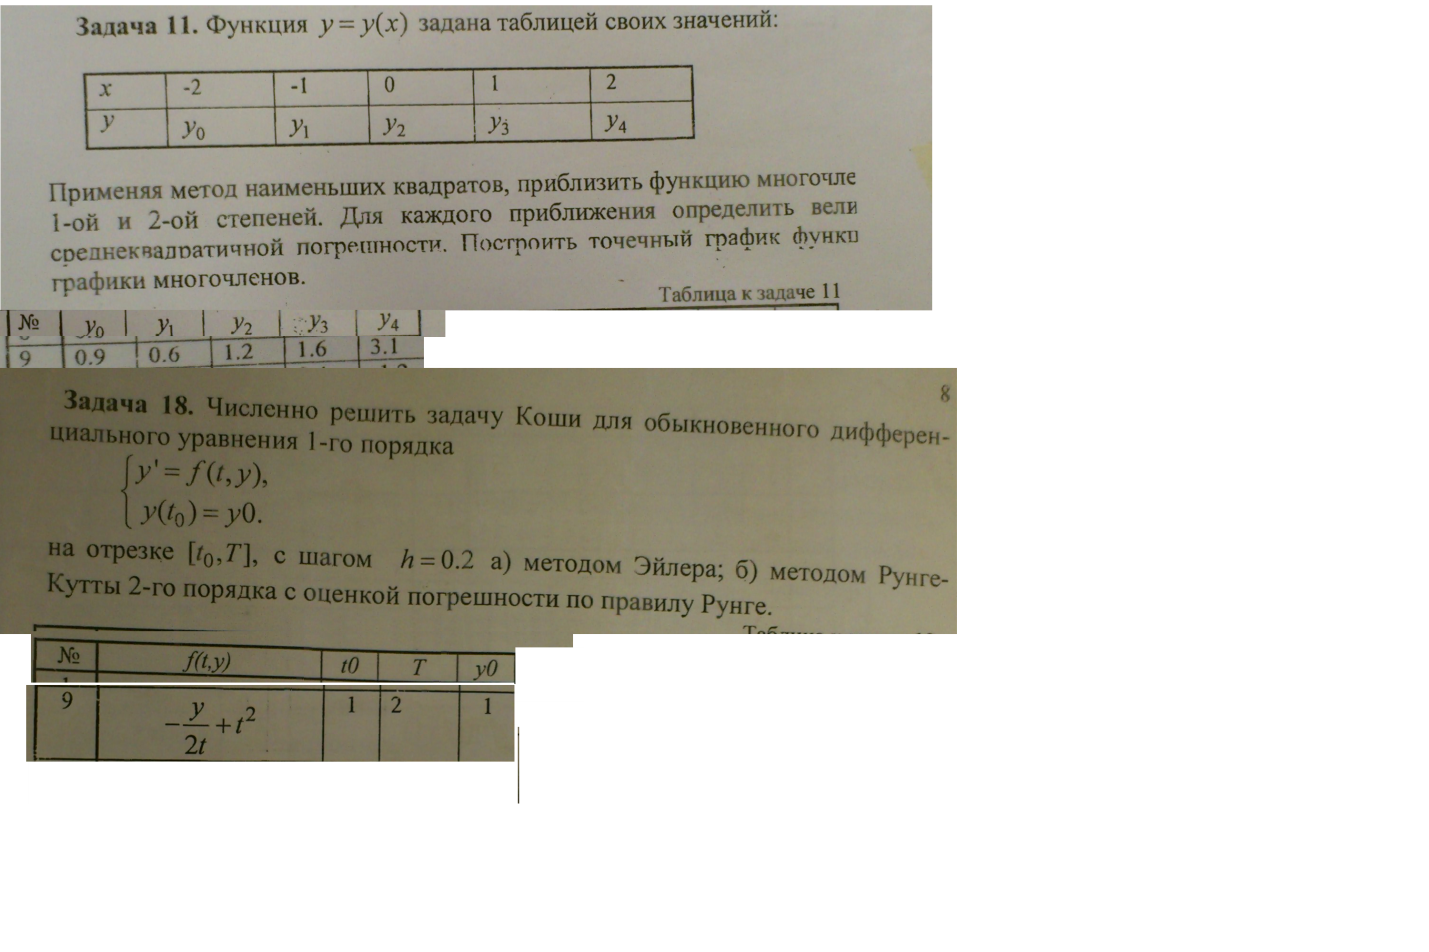 Задача 11. Функция y = y(x) задана таблицей своих значений:
x -2 -1 0 1 2
y y0 y1 y2 y3 y4
Применяя метод наименьших квадратов, приблизить функцию многочле
1-ой и 2-ой степеней. Для каждого приближения определить вели
среднеквадратичной погрешности. Построить точечный график функц
графики многочленов.
Таблица к задаче 11
№ y0 y1 y2 y3 y4
9 0.9 0.6 1.2 1.6 3.1
8
Задача 18. Численно решить задачу Коши для обыкновенного дифферен-
циального уравнения 1-го порядка
y' = f(t, y),
y(t0) = y0.
на отрезке [t0, T], с шагом h = 0.2 а) методом Эйлера; б) методом Рунге-
Кутты 2-го порядка с оценкой погрешности по правилу Рунге.
№ f(t,y) t0 T y0
9 -y/2t + t² 1 2 1